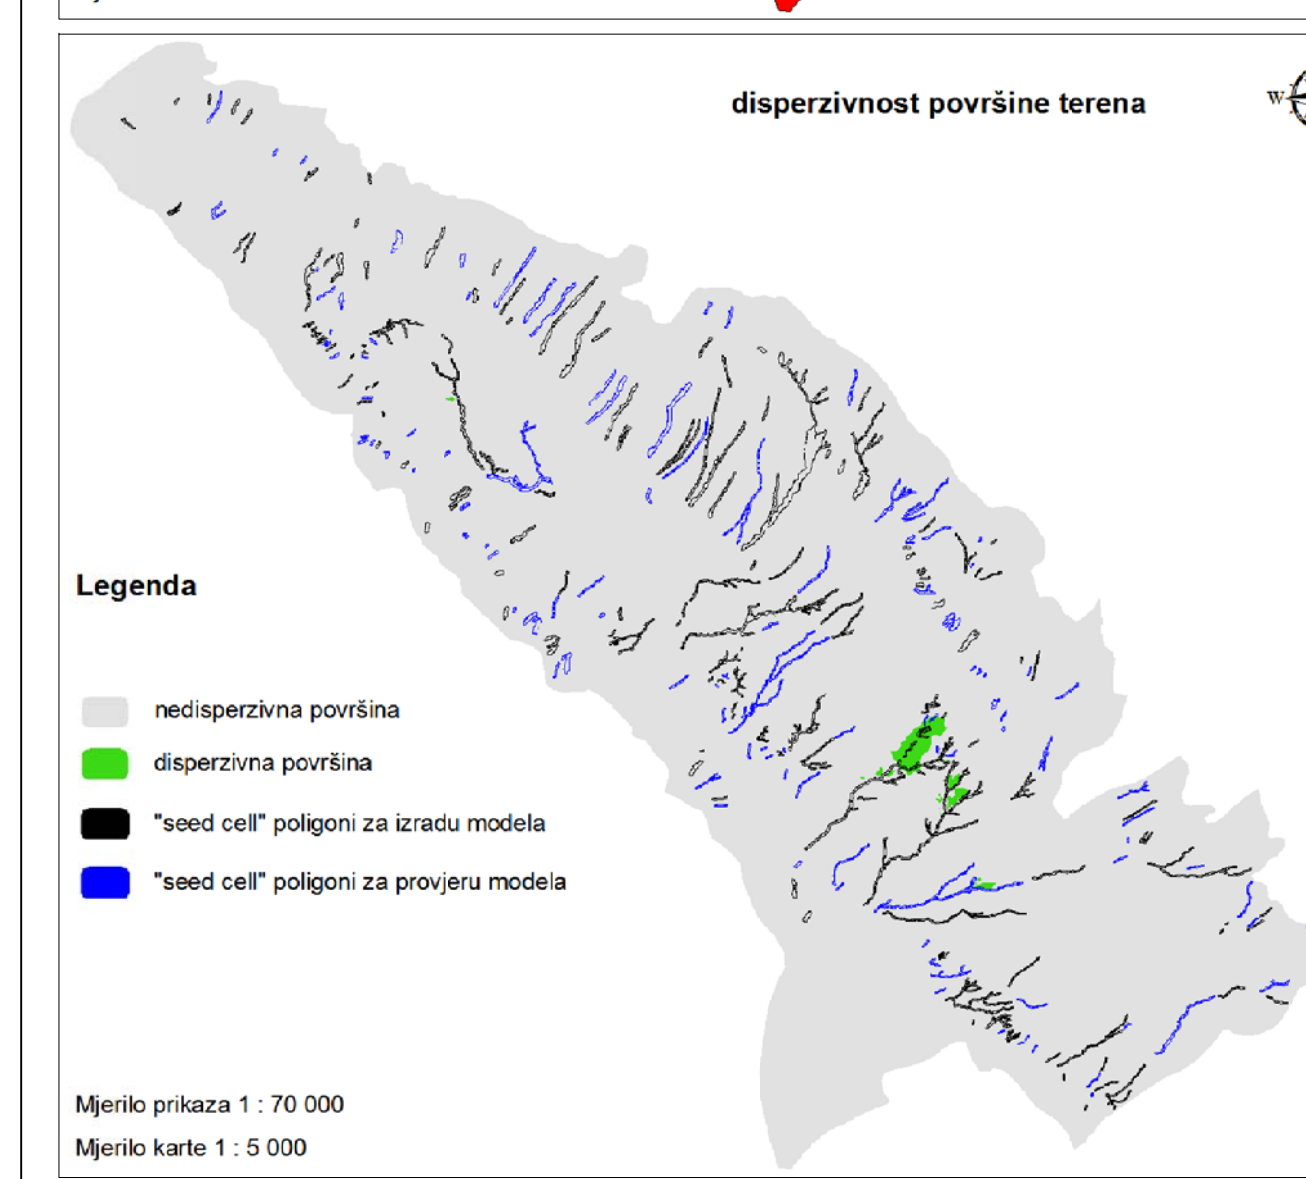 disperzivnost površine terena
W
Legenda
nedisperzivna površina
disperzivna površina
"seed cell" poligoni za izradu modela
"seed cell" poligoni za provjeru modela
Mjerilo prikaza 1 : 70 000
Mjerilo karte 1 : 5 000